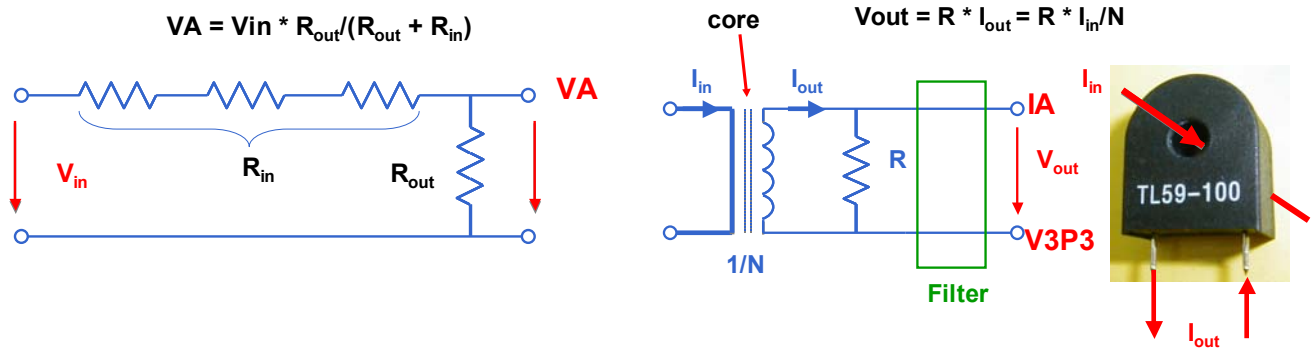 VA = Vin * Rout/(Rout + Rin)
VA
Vin
Rin
Rout
Vout = R * Iout = R * Iin/N
core
Iin
Iout
R
IA
Vout
V3P3
1/N
Filter
Iin
TL59-100
Iout